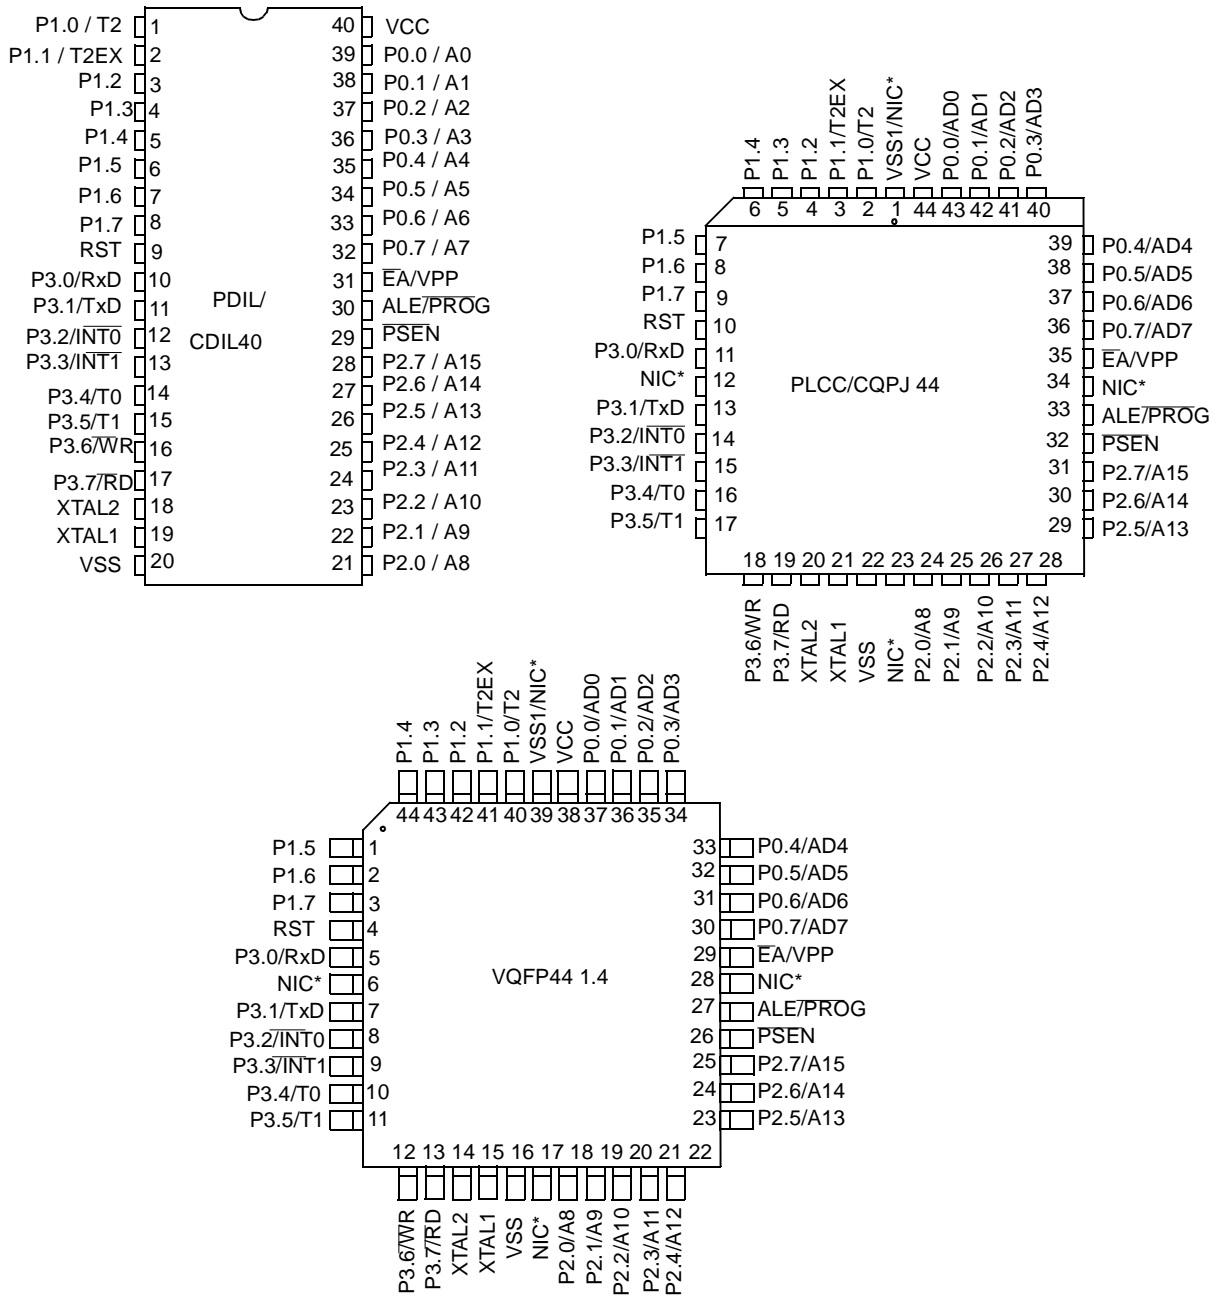 P1.0 / T2 1 40 VCC
P1.1 / T2EX 2 39 P0.0 / A0
P1.2 3 38 P0.1 / A1
P1.3 4 37 P0.2 / A2
P1.4 5 36 P0.3 / A3
P1.5 6 35 P0.4 / A4
P1.6 7 34 P0.5 / A5
P1.7 8 33 P0.6 / A6
RST 9 32 P0.7 / A7
P3.0/RxD 10 31 EA/VPP
P3.1/TxD 11 30 ALE/PROG
P3.2/INT0 12 29 PSEN
P3.3/INT1 13 28 P2.7 / A15
P3.4/T0 14 27 P2.6 / A14
P3.5/T1 15 26 P2.5 / A13
P3.6/WR 16 25 P2.4 / A12
P3.7/RD 17 24 P2.3 / A11
XTAL2 18 23 P2.2 / A10
XTAL1 19 22 P2.1 / A9
VSS 20 21 P2.0 / A8
PDIL/
CDIL40
P1.4 P1.3 P1.2 P1.1/T2EX P1.0/T2 VSS1/NIC* VCC P0.0/AD0 P0.1/AD1 P0.2/AD2 P0.3/AD3
6 5 4 3 2 1 44 43 42 41 40
P1.5 7 39 P0.4/AD4
P1.6 8 38 P0.5/AD5
P1.7 9 37 P0.6/AD6
RST 10 36 P0.7/AD7
P3.0/RxD 11 35 EA/VPP
NIC* 12 34 NIC*
P3.1/TxD 13 33 ALE/PROG
P3.2/INT0 14 32 PSEN
P3.3/INT1 15 31 P2.7/A15
P3.4/T0 16 30 P2.6/A14
P3.5/T1 17 29 P2.5/A13
PLCC/CQPJ 44
18 19 20 21 22 23 24 25 26 27 28
P3.6/WR P3.7/RD XTAL2 XTAL1 VSS NIC* P2.0/A8 P2.1/A9 P2.2/A10 P2.3/A11 P2.4/A12
P1.4 P1.3 P1.2 P1.1/T2EX P1.0/T2 VSS1/NIC* VCC P0.0/AD0 P0.1/AD1 P0.2/AD2 P0.3/AD3
44 43 42 41 40 39 38 37 36 35 34
P1.5 1 33 P0.4/AD4
P1.6 2 32 P0.5/AD5
P1.7 3 31 P0.6/AD6
RST 4 30 P0.7/AD7
P3.0/RxD 5 29 EA/VPP
NIC* 6 28 NIC*
P3.1/TxD 7 27 ALE/PROG
P3.2/INT0 8 26 PSEN
P3.3/INT1 9 25 P2.7/A15
P3.4/T0 10 24 P2.6/A14
P3.5/T1 11 23 P2.5/A13
VQFP44 1.4
12 13 14 15 16 17 18 19 20 21 22
P3.6/WR P3.7/RD XTAL2 XTAL1 VSS NIC* P2.0/A8 P2.1/A9 P2.2/A10 P2.3/A11 P2.4/A12